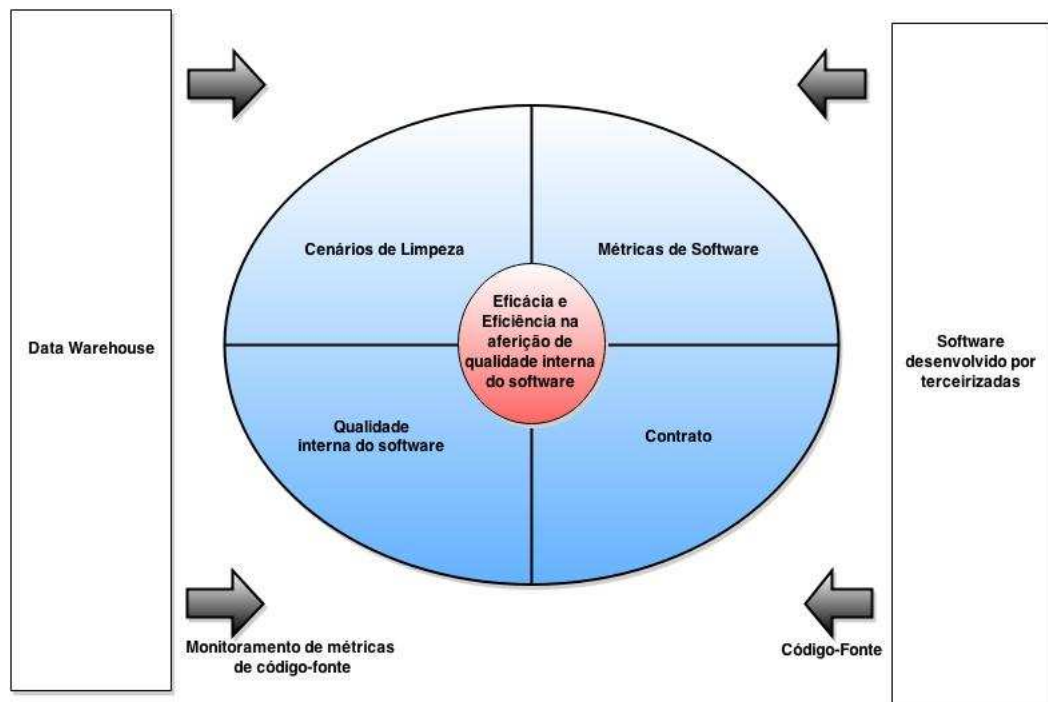 Data Warehouse
Cenários de Limpeza
Métricas de Software
Eficácia e
Eficiência na
aferição de
qualidade interna
do software
Qualidade
interna do software
Contrato
Software
desenvolvido por
terceirizadas
Monitoramento de métricas
de código-fonte
Código-Fonte